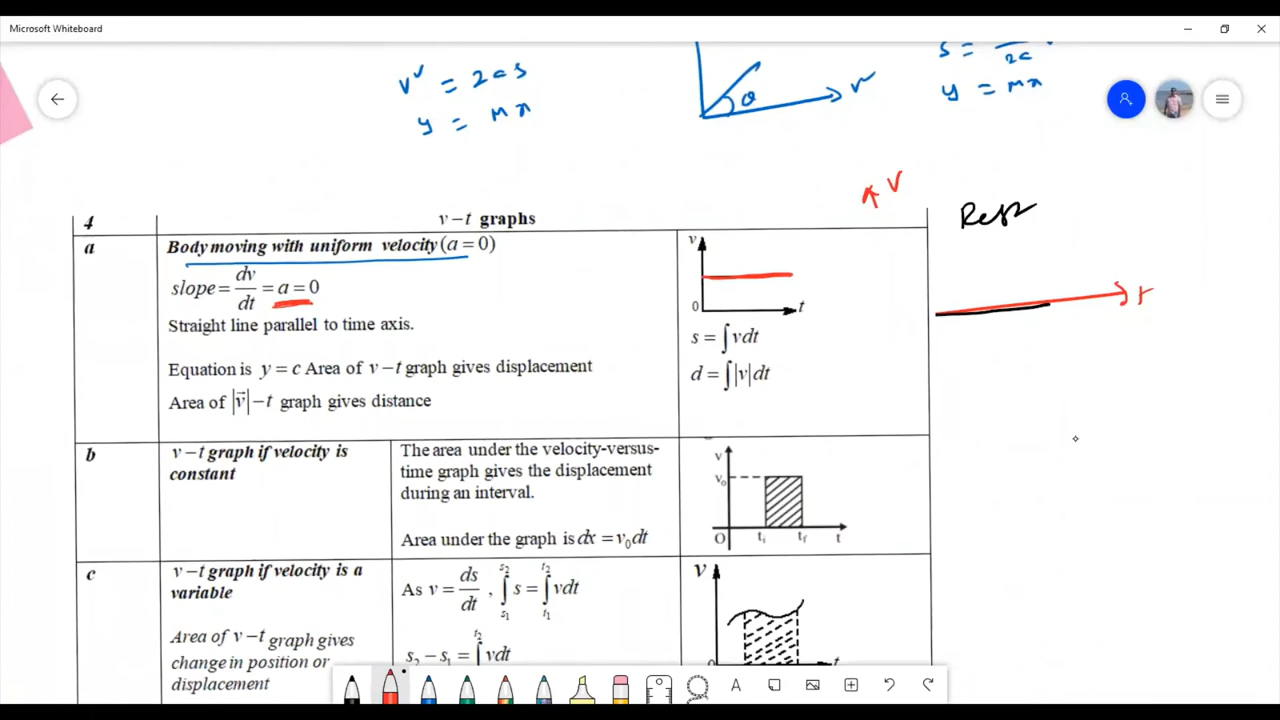 Microsoft Whiteboard
v² = 2as
y = mx
θ
v²
s =
2a
y = mx
v
Rest
t
4 v – t graphs
a Body moving with uniform velocity (a = 0)
slope = dv/dt = a = 0
Straight line parallel to time axis.
Equation is y = c Area of v – t graph gives displacement
Area of |v⃗| – t graph gives distance
v
0
t
s = ∫vdt
d = ∫|v|dt
b v – t graph if velocity is
constant
The area under the velocity-versus-
time graph gives the displacement
during an interval.
Area under the graph is dx = v₀dt
v
v₀
O tᵢ t_f t
c v – t graph if velocity is a
variable
Area of v – t graph gives
change in position or
displacement
As v = ds/dt , ∫_{s₁}^{s₂} s = ∫_{t₁}^{t₂} vdt
s₂ – s₁ = ∫^{t₂} vdt
v
0
t
A